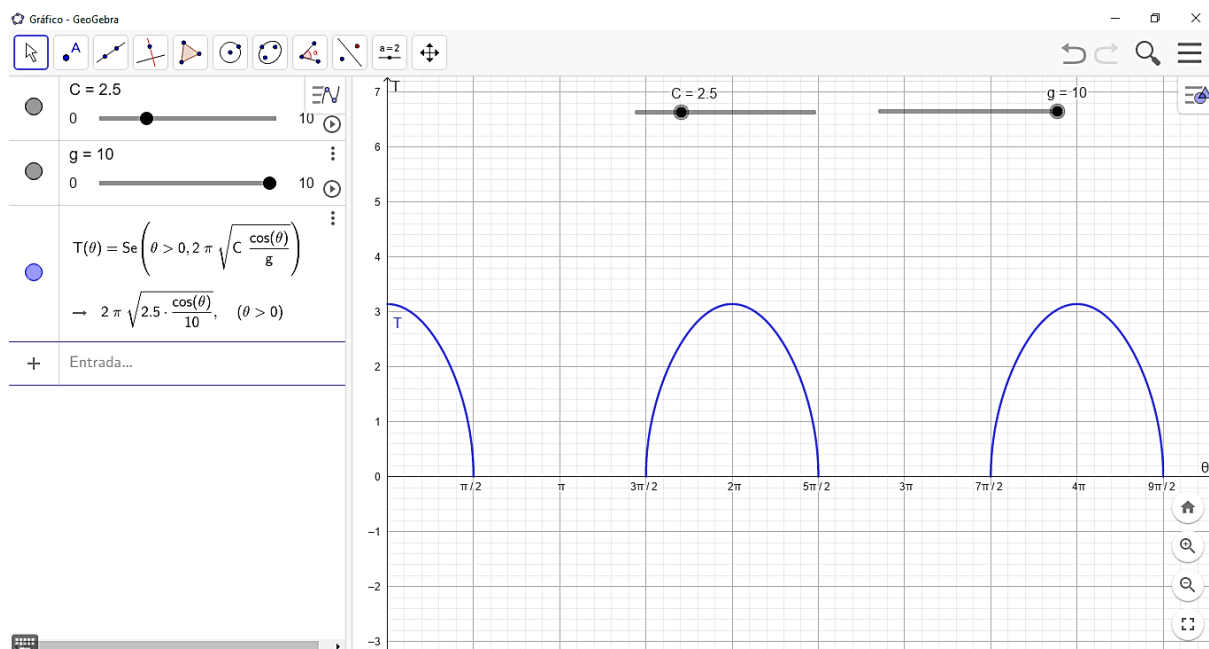 Gráfico - GeoGebra
A
a=2
C = 2.5
0 10
g = 10
0 10
T(θ) = Se(θ > 0, 2 π √(C cos(θ)/g))
→ 2 π √(2.5 · cos(θ)/10), (θ > 0)
+ Entrada...
T
C = 2.5
g = 10
7
6
5
4
3
T
2
1
0
θ
π / 2 π 3π / 2 2π 5π / 2 3π 7π / 2 4π 9π / 2
−1
−2
−3